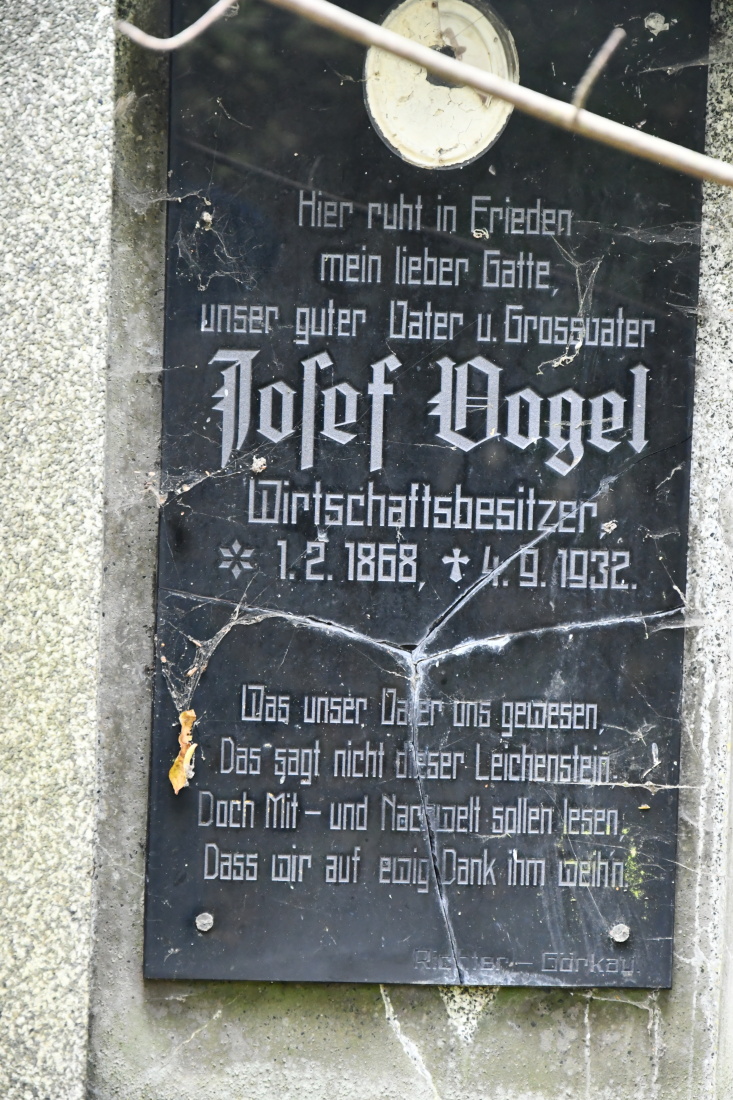 Hier ruht in Frieden
mein lieber Gatte,
unser guter Vater u. Grossvater
Josef Vogel
Wirtschaftsbesitzer,
* 1.2.1868, ✝ 4.9.1932.
Was unser Vater uns gewesen,
Das sagt nicht dieser Leichenstein.
Doch Mit - und Nachwelt sollen lesen,
Dass wir auf ewig Dank ihm weihn.
Richter - Görkau.